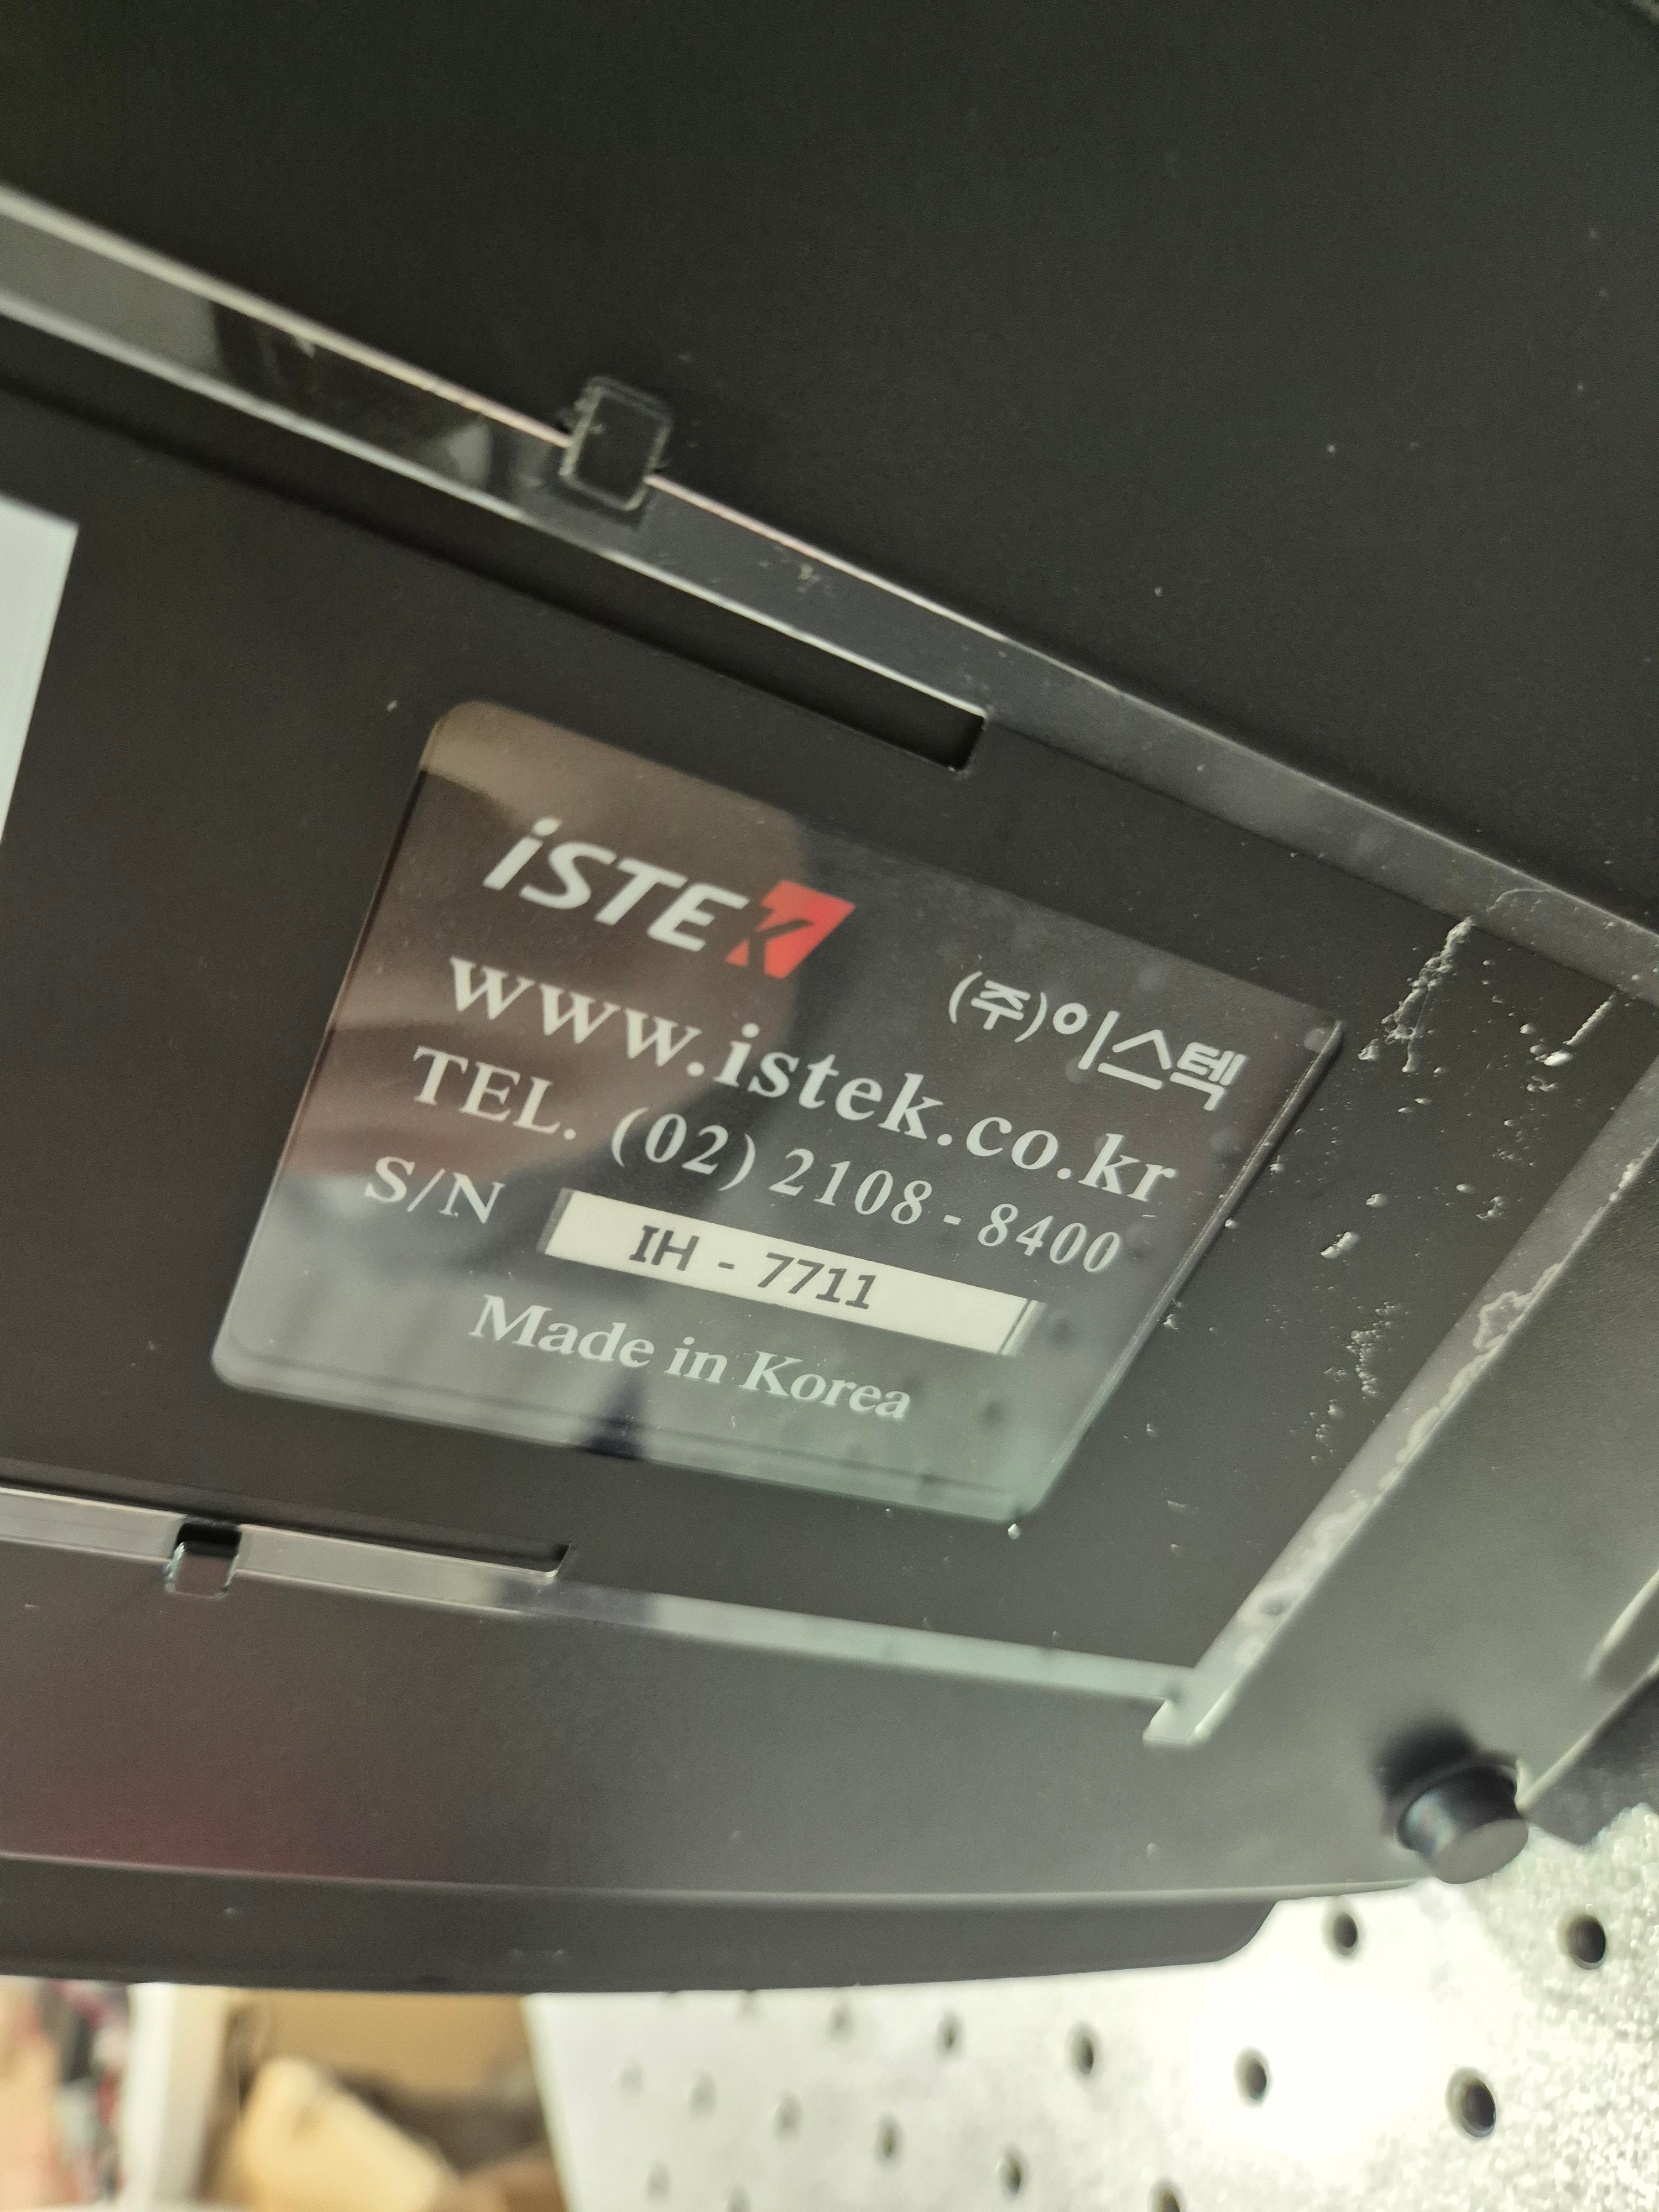 iSTEK
(주)이스텍
www.istek.co.kr
TEL. (02) 2108 - 8400
S/N IH - 7711
Made in Korea